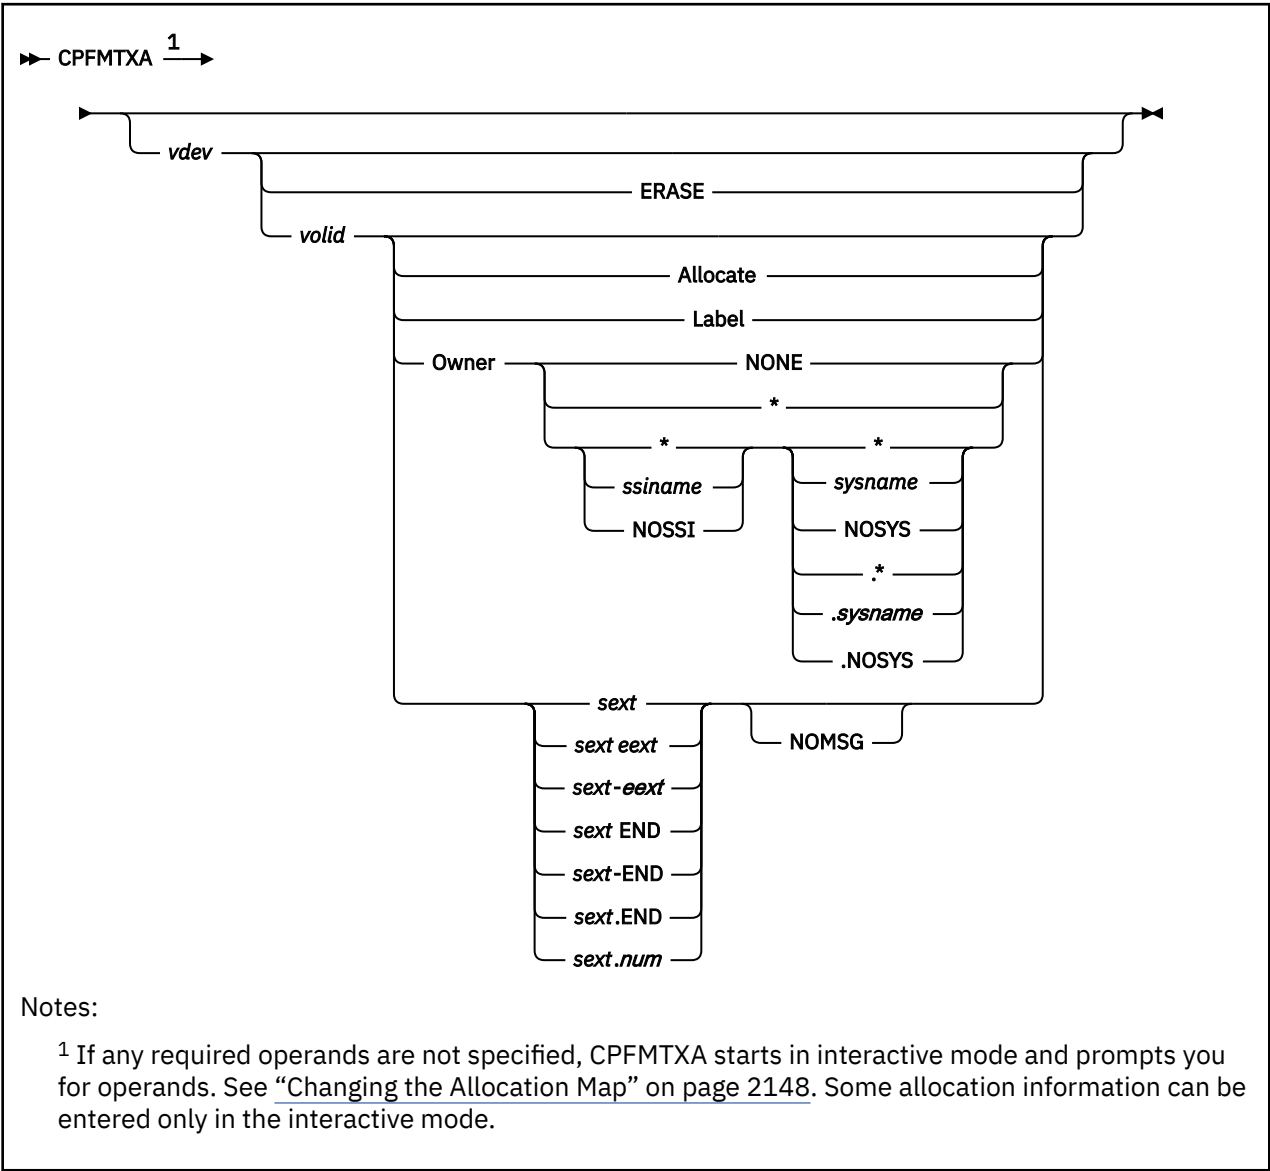 CPFMTXA 1
vdev
ERASE
volid
Allocate
Label
Owner NONE
*
* *
ssiname sysname
NOSSI NOSYS
.*
.sysname
.NOSYS
sext
sext eext NOMSG
sext-eext
sext END
sext-END
sext.END
sext.num
Notes:
1 If any required operands are not specified, CPFMTXA starts in interactive mode and prompts you
for operands. See “Changing the Allocation Map” on page 2148. Some allocation information can be
entered only in the interactive mode.